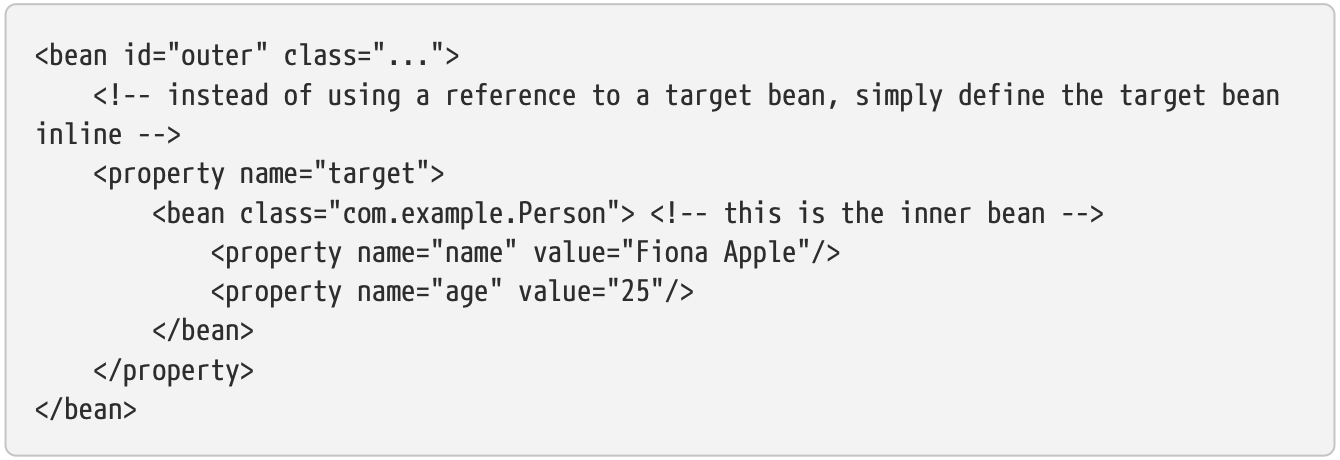 <bean id="outer" class="...">
    <!-- instead of using a reference to a target bean, simply define the target bean
inline -->
    <property name="target">
        <bean class="com.example.Person"> <!-- this is the inner bean -->
            <property name="name" value="Fiona Apple"/>
            <property name="age" value="25"/>
        </bean>
    </property>
</bean>